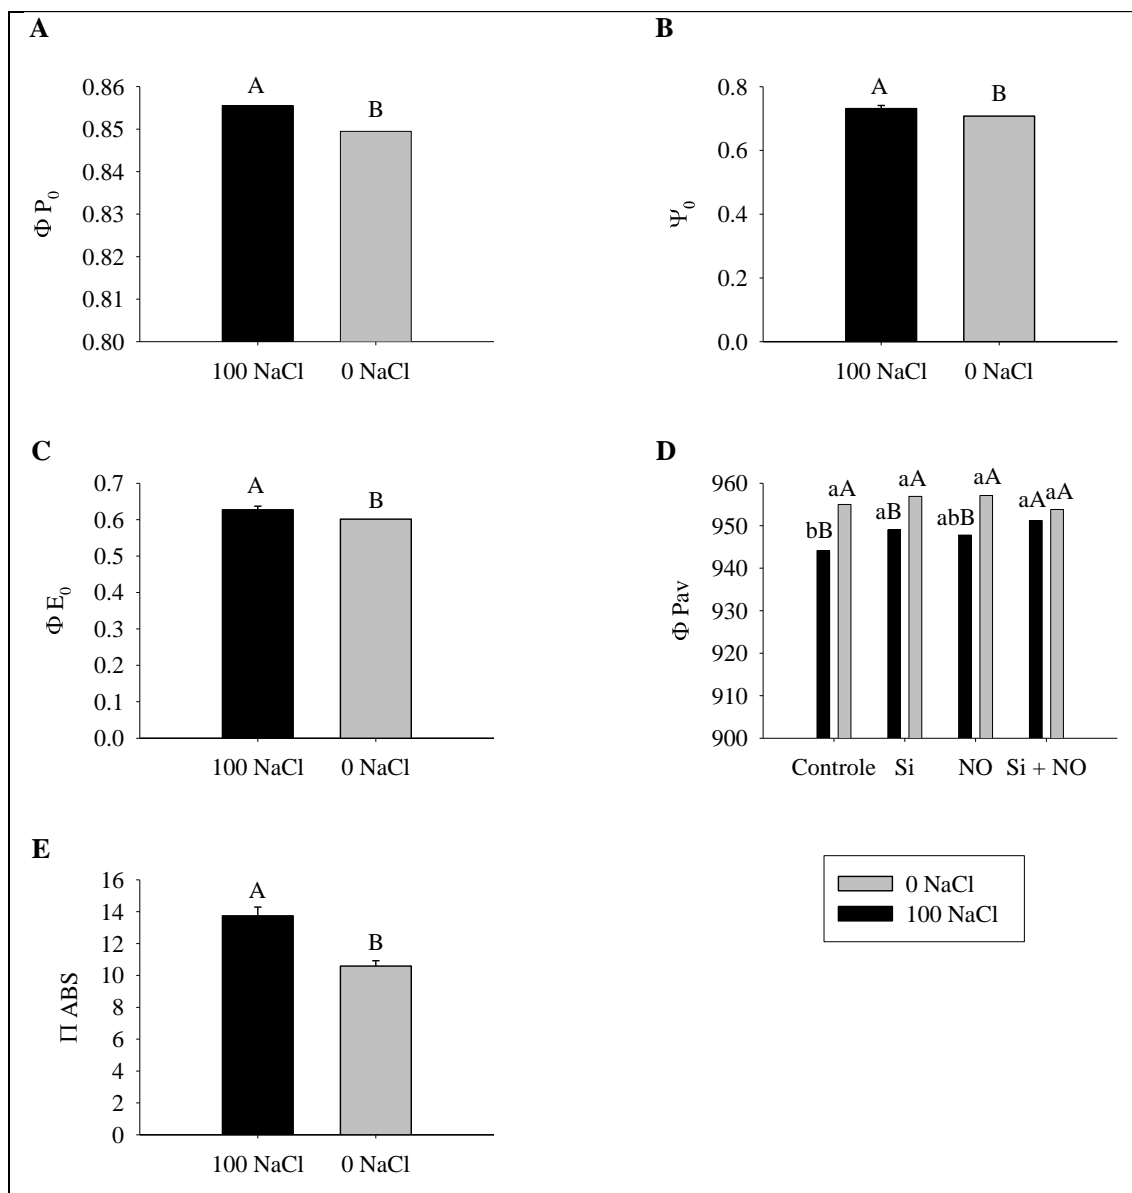 A
0.86
0.85
0.84
0.83
0.82
0.81
0.80
Φ P0
A
B
100 NaCl 0 NaCl
B
0.8
0.6
0.4
0.2
0.0
Ψ0
A
B
100 NaCl 0 NaCl
C
0.7
0.6
0.5
0.4
0.3
0.2
0.1
0.0
Φ E0
A
B
100 NaCl 0 NaCl
D
960
950
940
930
920
910
900
Φ Pav
bB aA aB aA abB aA aA aA
Controle Si NO Si + NO
E
16
14
12
10
8
6
4
2
0
Π ABS
A
B
100 NaCl 0 NaCl
0 NaCl
100 NaCl